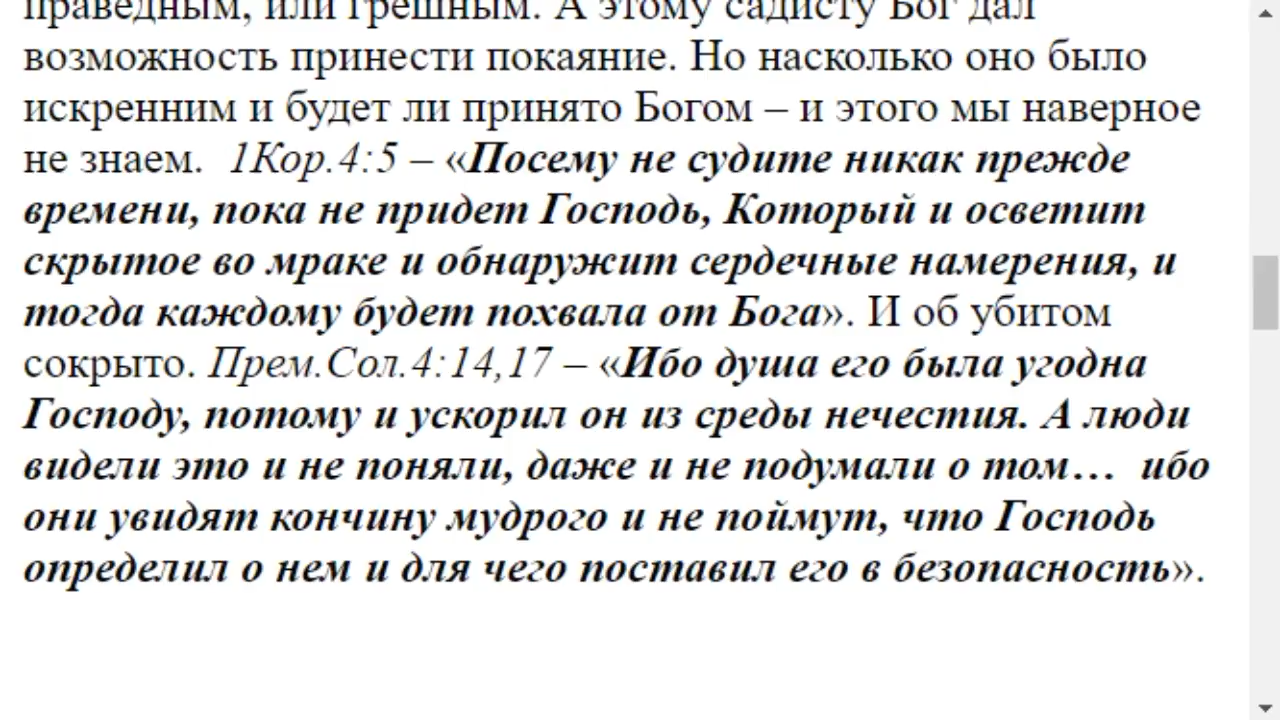 праведным, или грешным. А этому садисту Бог дал
возможность принести покаяние. Но насколько оно было
искренним и будет ли принято Богом – и этого мы наверное
не знаем.  1Кор.4:5 – «Посему не судите никак прежде
времени, пока не придет Господь, Который и осветит
скрытое во мраке и обнаружит сердечные намерения, и
тогда каждому будет похвала от Бога». И об убитом
сокрыто. Прем.Сол.4:14,17 – «Ибо душа его была угодна
Господу, потому и ускорил он из среды нечестия. А люди
видели это и не поняли, даже и не подумали о том…  ибо
они увидят кончину мудрого и не поймут, что Господь
определил о нем и для чего поставил его в безопасность».